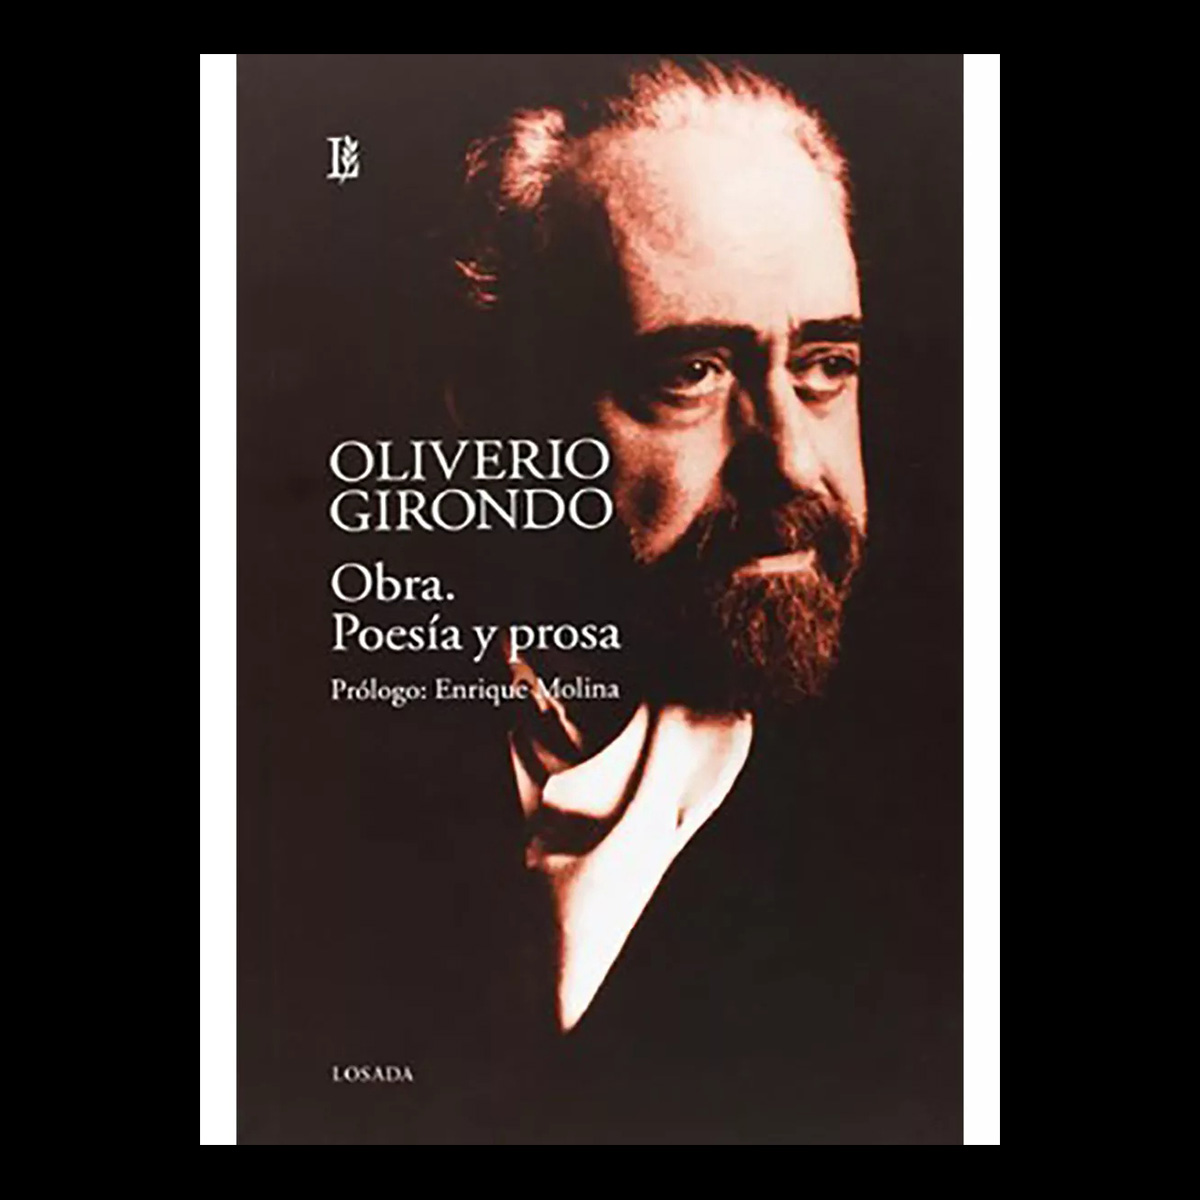 OLIVERIO
GIRONDO
Obra.
Poesía y prosa
Prólogo: Enrique Molina
LOSADA